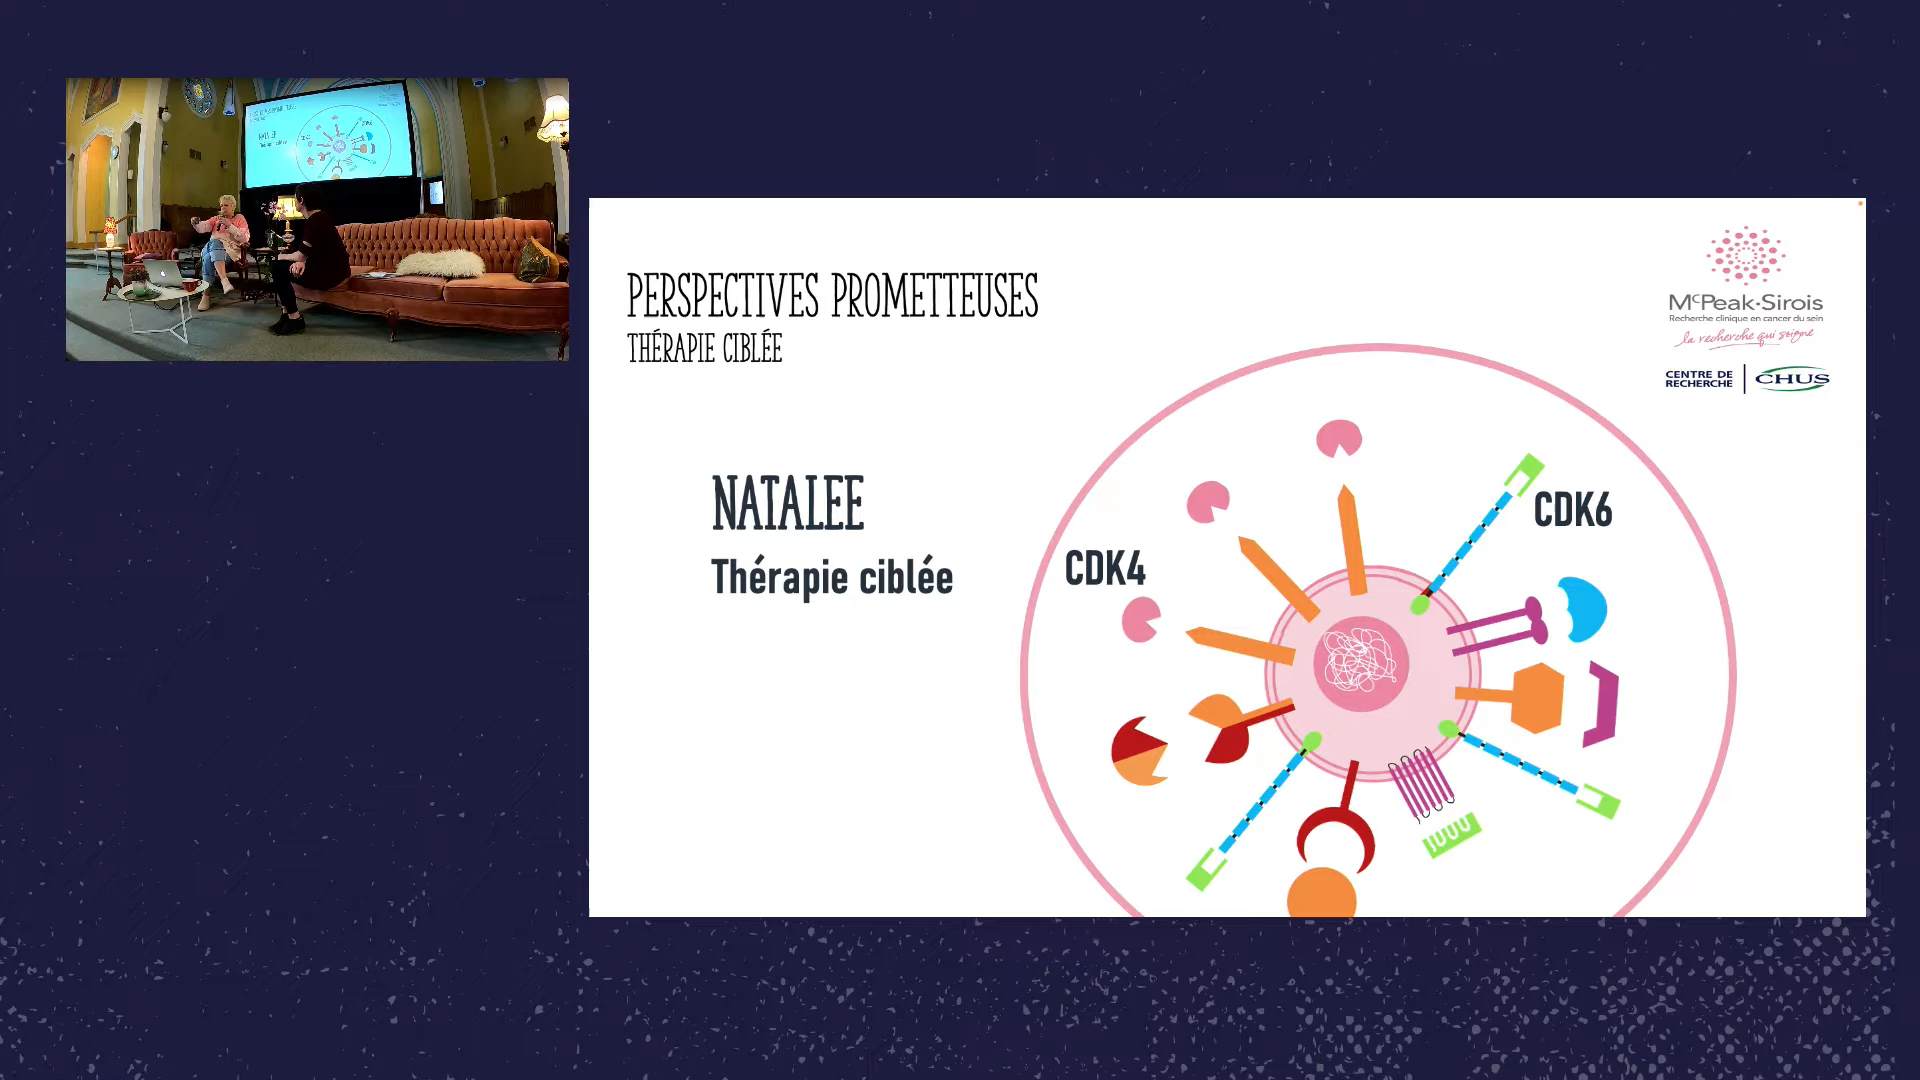 PERSPECTIVES PROMETTEUSES
THÉRAPIE CIBLÉE
McPeak·Sirois
Recherche clinique en cancer du sein
la recherche qui soigne
CENTRE DE
RECHERCHE
CHUS
NATALEE
Thérapie ciblée
CDK4
CDK6